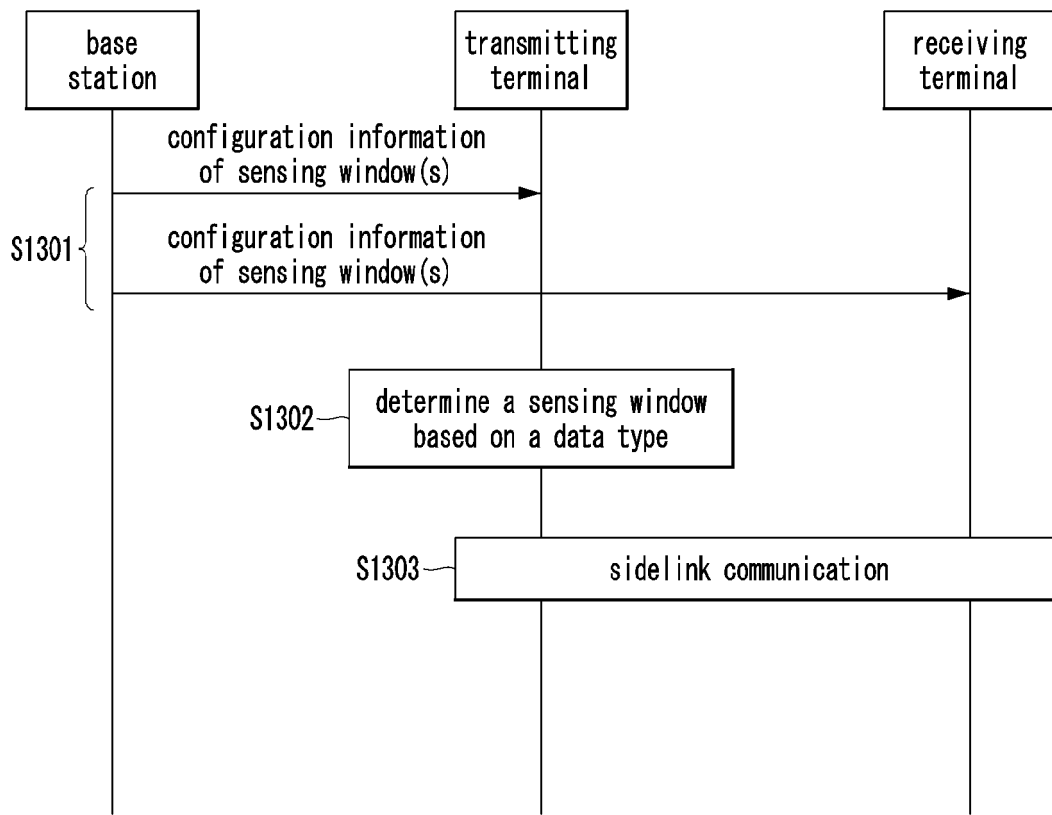 base
station
transmitting
terminal
receiving
terminal
configuration information
of sensing window(s)
S1301
configuration information
of sensing window(s)
S1302
determine a sensing window
based on a data type
S1303
sidelink communication